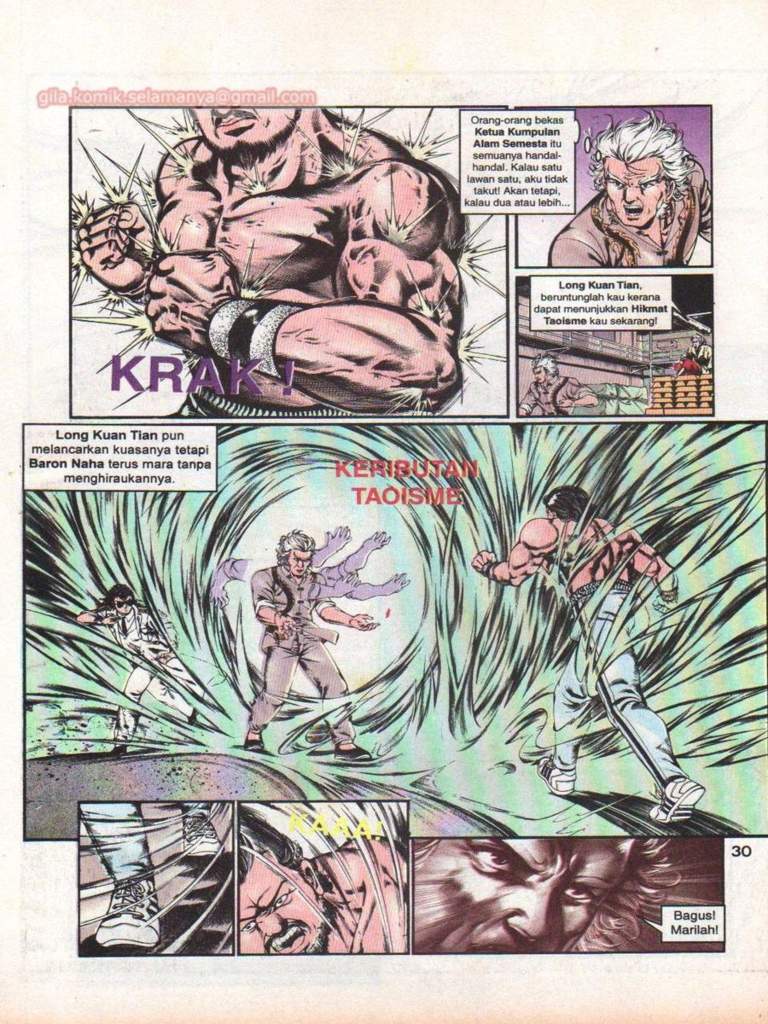 gila.komik.selamanya@gmail.com
Orang-orang bekas
Ketua Kumpulan
Alam Semesta itu
semuanya handal-
handal. Kalau satu
lawan satu, aku tidak
takut! Akan tetapi,
kalau dua atau lebih...
KRAK !
Long Kuan Tian,
beruntunglah kau kerana
dapat menunjukkan Hikmat
Taoisme kau sekarang!
Long Kuan Tian pun
melancarkan kuasanya tetapi
Baron Naha terus mara tanpa
menghiraukannya.
KERIBUTAN
TAOISME
KAAA!
Bagus!
Marilah!
30